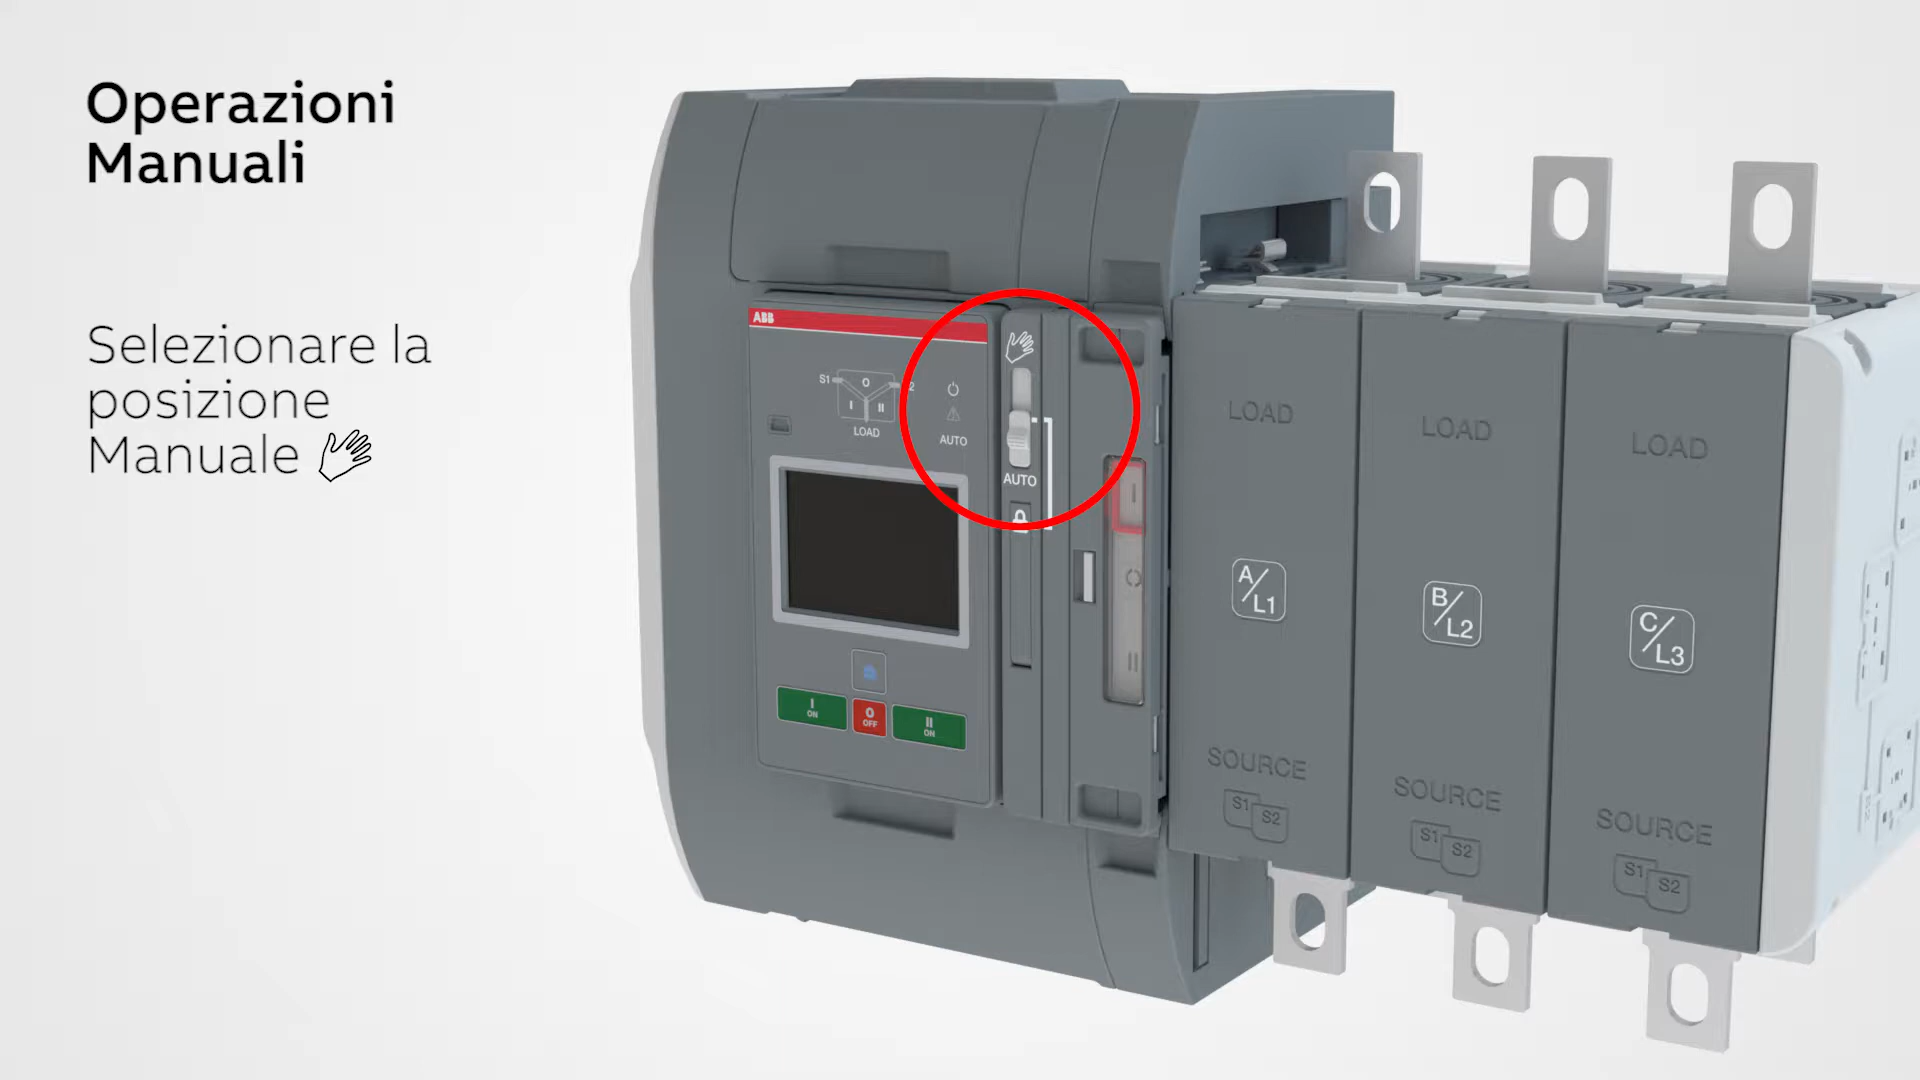 Operazioni
Manuali
Selezionare la
posizione
Manuale
ABB
S1 O 2
I II
LOAD
AUTO
AUTO
I
O
II
I
ON
O
OFF
II
ON
LOAD
LOAD
LOAD
A/L1
B/L2
C/L3
SOURCE
S1 S2
SOURCE
S1 S2
SOURCE
S1 S2